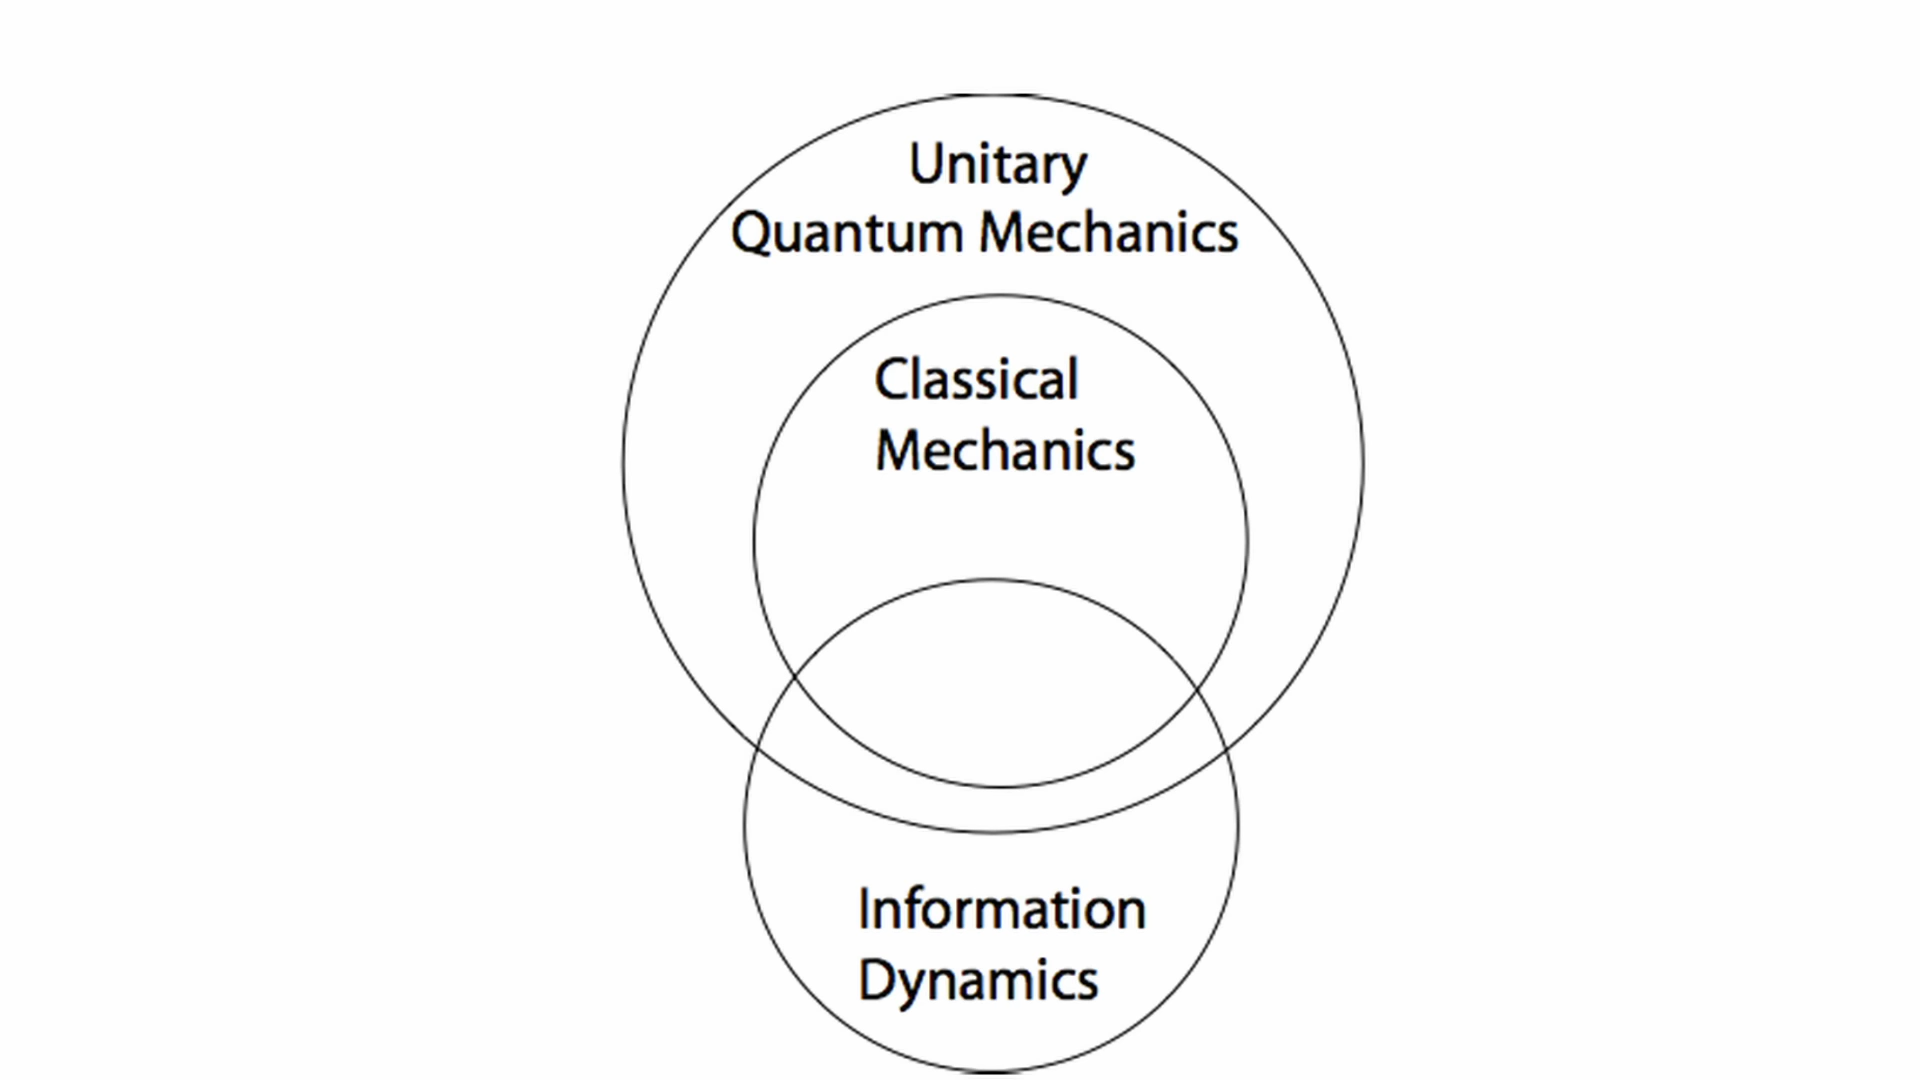 Unitary
Quantum Mechanics
Classical
Mechanics
Information
Dynamics